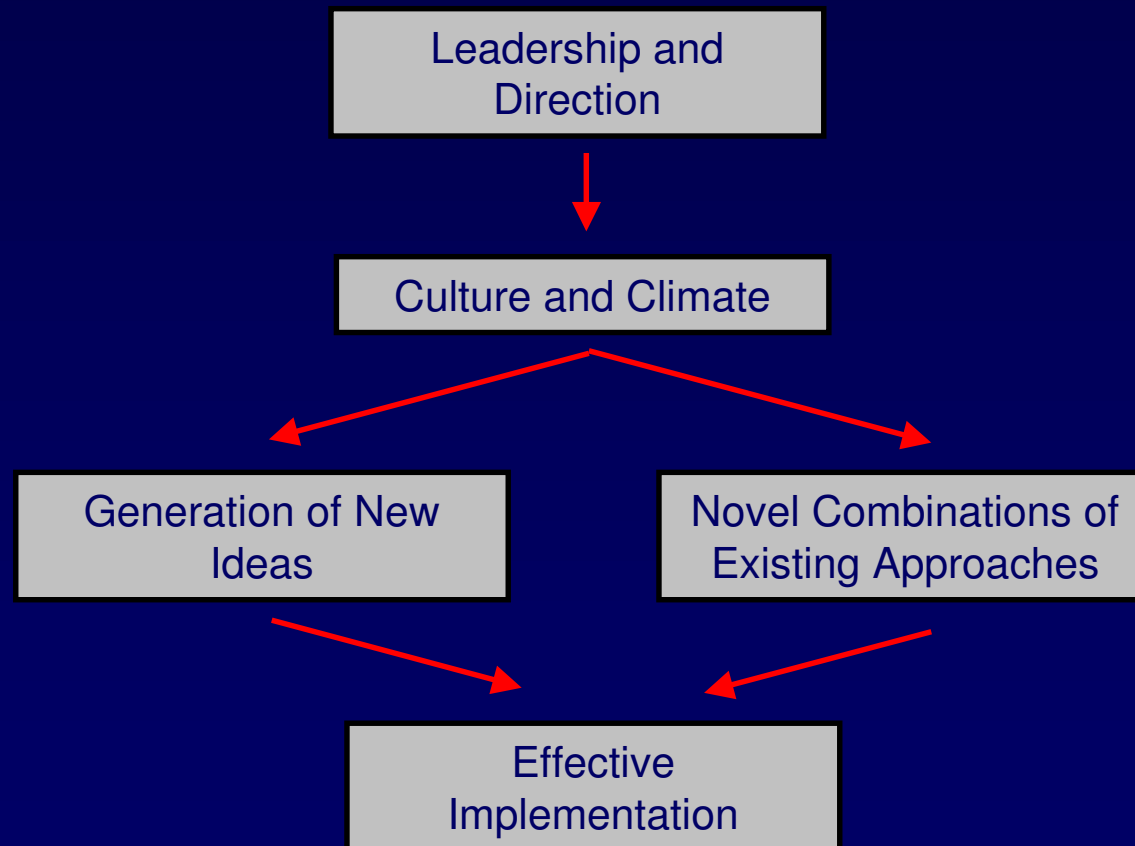 Leadership and
Direction
Culture and Climate
Generation of New
Ideas
Novel Combinations of
Existing Approaches
Effective
Implementation